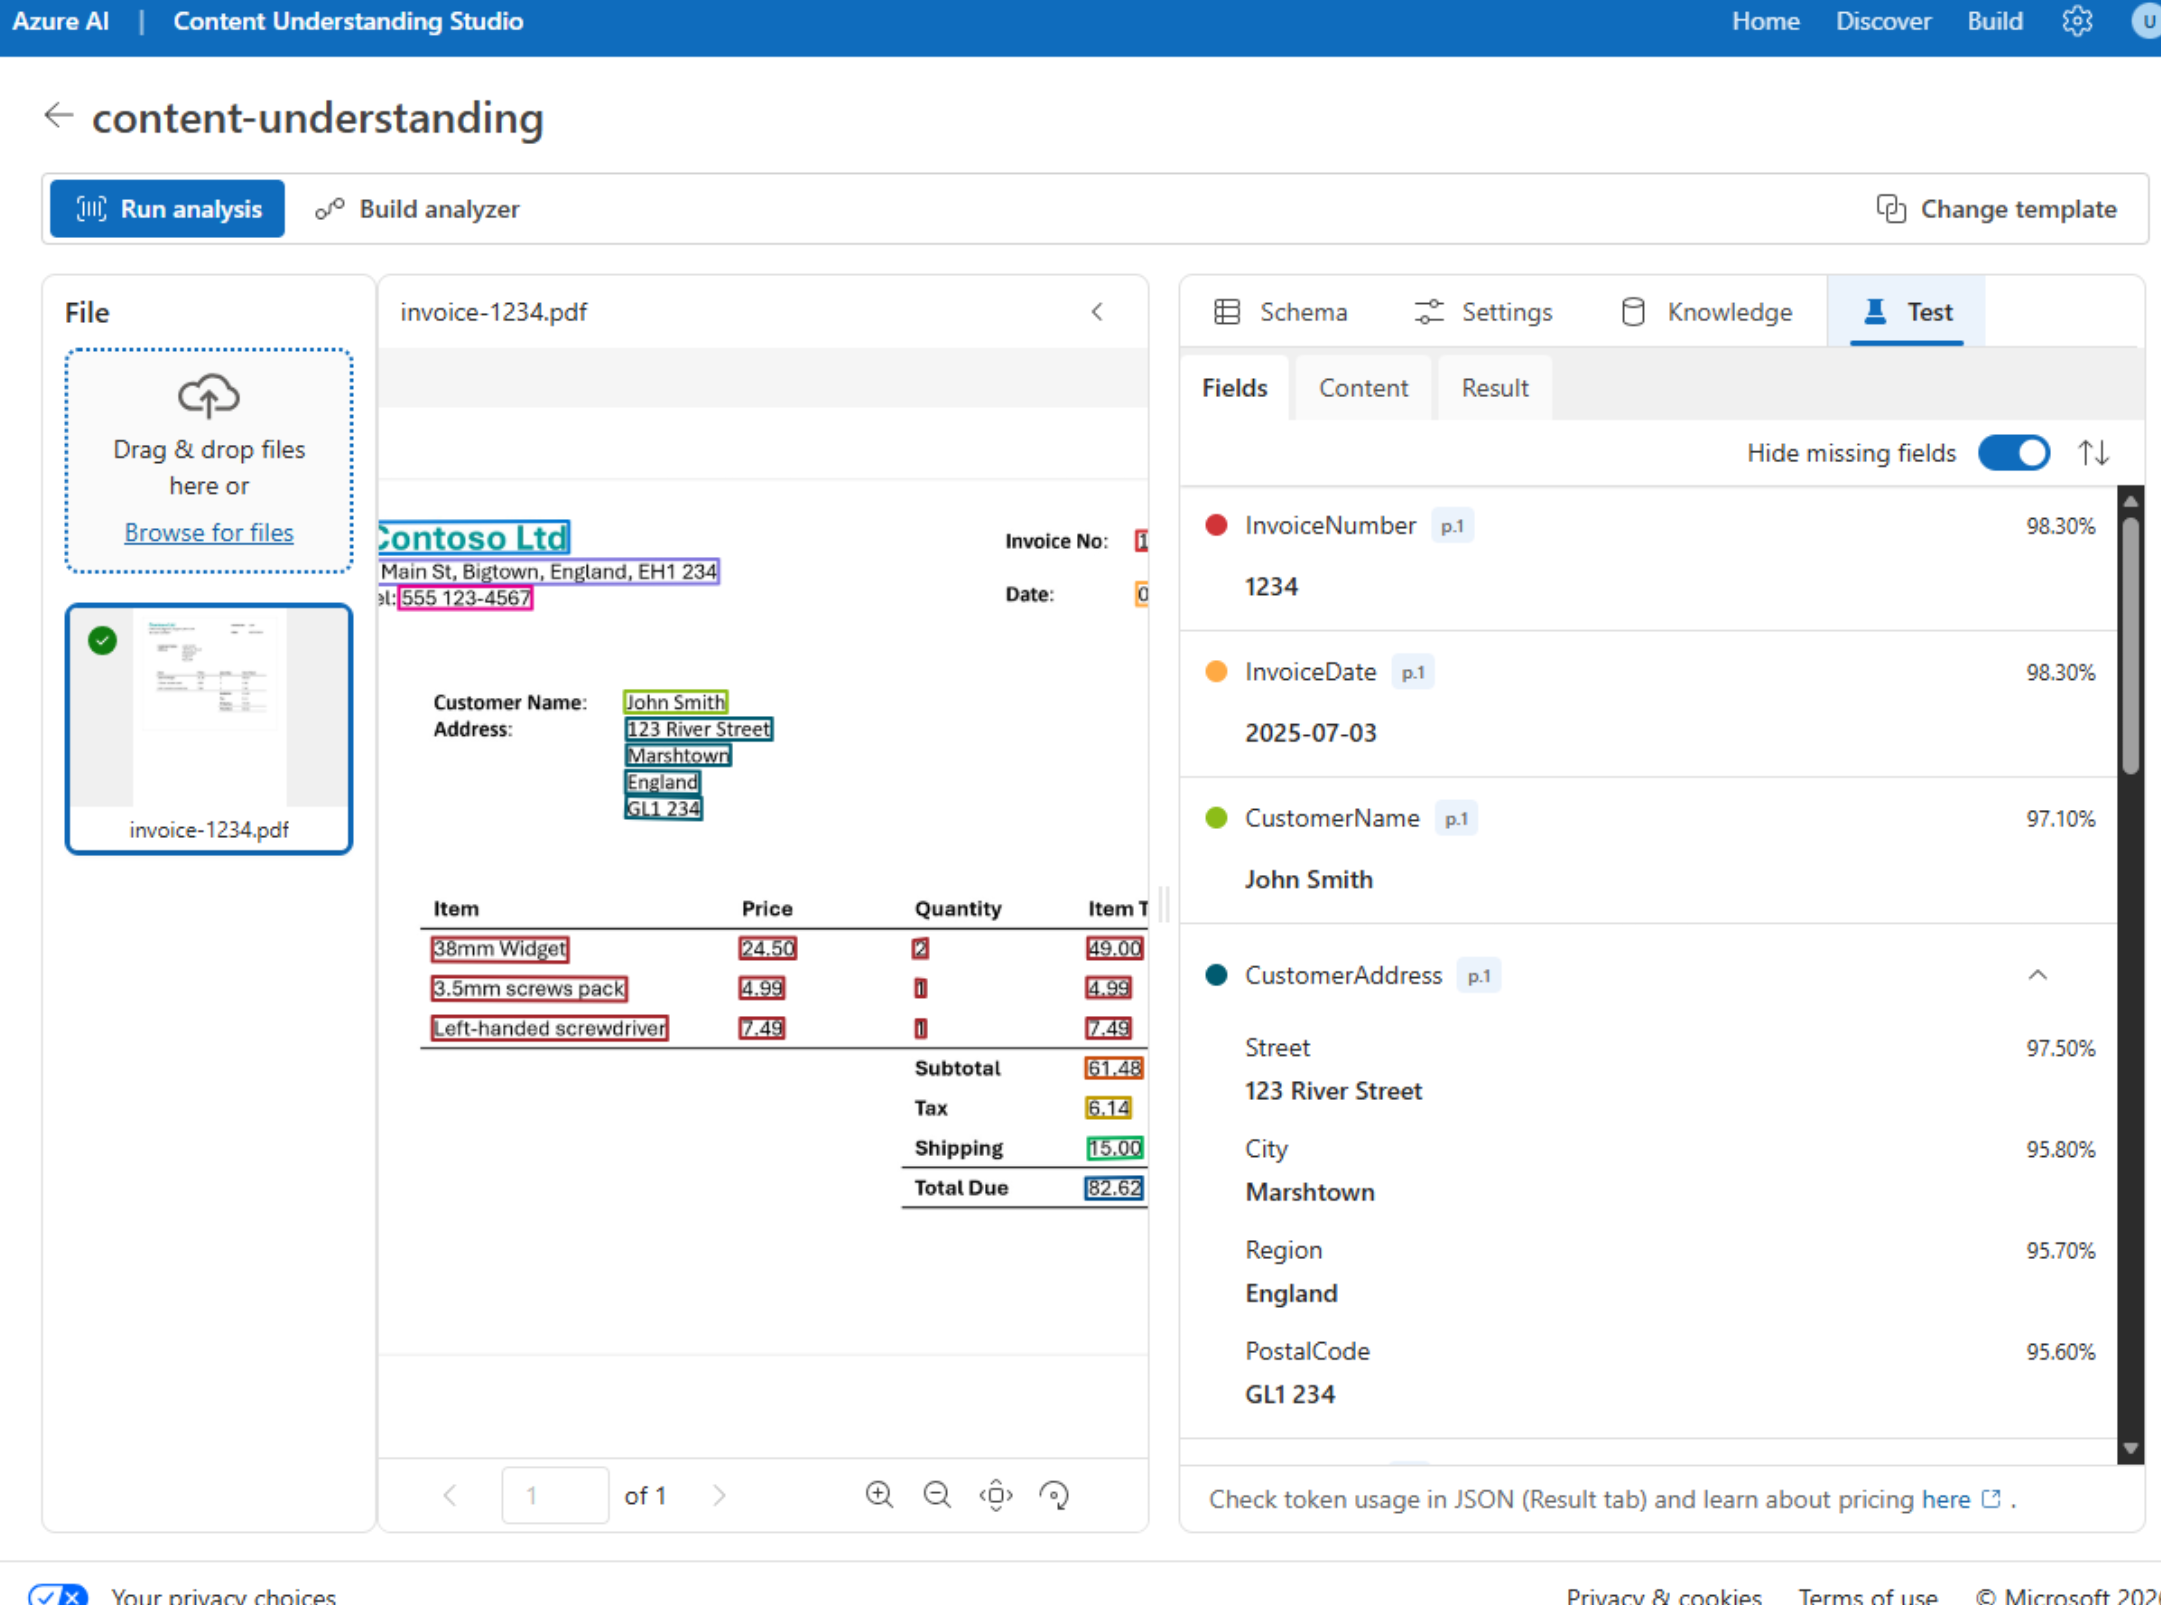 Azure AI | Content Understanding Studio Home Discover Build U
content-understanding
Run analysis Build analyzer Change template
File
Drag & drop files
here or
Browse for files
invoice-1234.pdf
invoice-1234.pdf
Contoso Ltd
Main St, Bigtown, England, EH1 234
el: 555 123-4567
Invoice No: 1
Date: 0
Customer Name: John Smith
Address: 123 River Street
Marshtown
England
GL1 234
Item Price Quantity Item T
38mm Widget 24.50 2 49.00
3.5mm screws pack 4.99 1 4.99
Left-handed screwdriver 7.49 1 7.49
Subtotal 61.48
Tax 6.14
Shipping 15.00
Total Due 82.62
1 of 1
Schema Settings Knowledge Test
Fields Content Result
Hide missing fields
InvoiceNumber p.1 98.30%
1234
InvoiceDate p.1 98.30%
2025-07-03
CustomerName p.1 97.10%
John Smith
CustomerAddress p.1
Street 97.50%
123 River Street
City 95.80%
Marshtown
Region 95.70%
England
PostalCode 95.60%
GL1 234
Check token usage in JSON (Result tab) and learn about pricing here .
Your privacy choices Privacy & cookies Terms of use © Microsoft 202